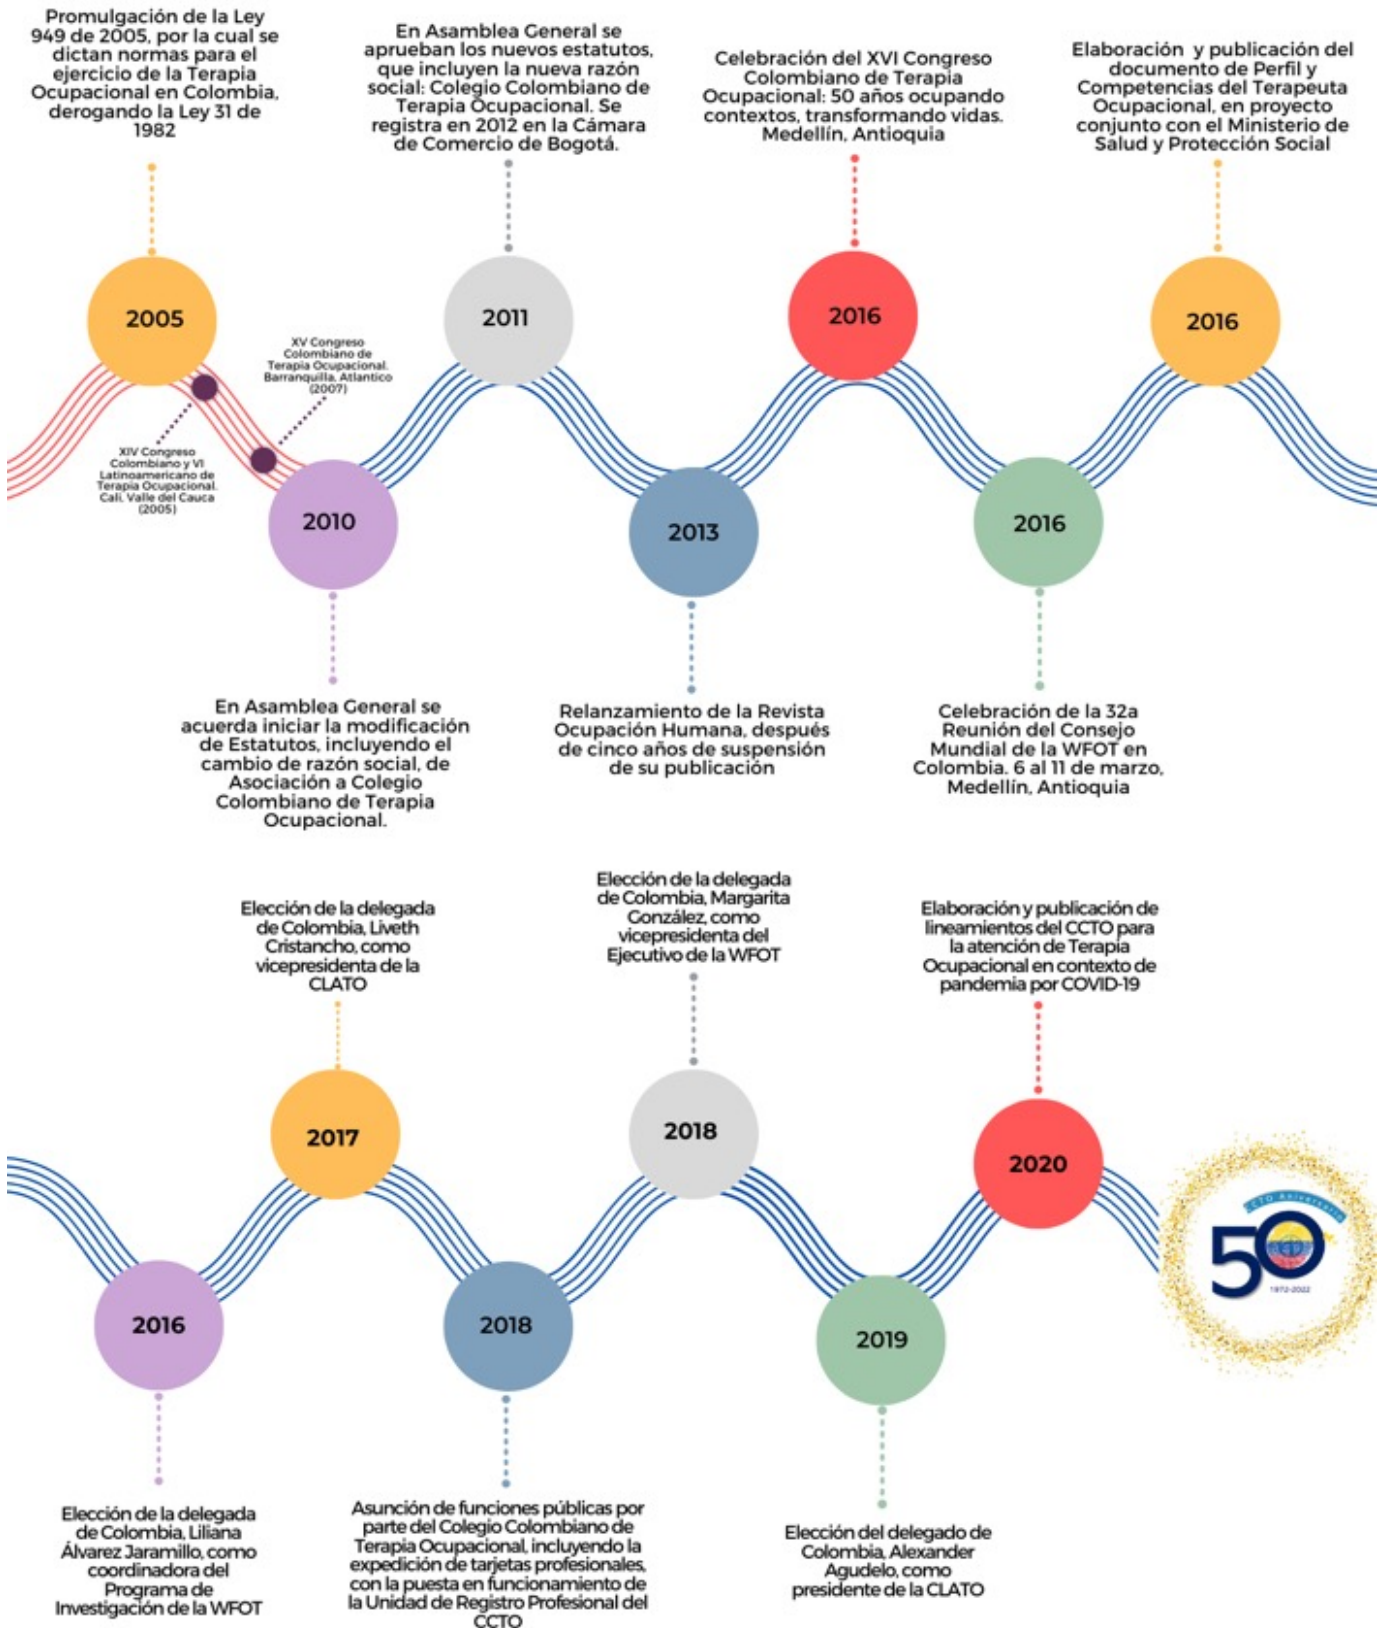 Promulgación de la Ley
949 de 2005, por la cual se
dictan normas para el
ejercicio de la Terapia
Ocupacional en Colombia,
derogando la Ley 31 de
1982
En Asamblea General se
aprueban los nuevos estatutos,
que incluyen la nueva razón
social: Colegio Colombiano de
Terapia Ocupacional. Se
registra en 2012 en la Cámara
de Comercio de Bogotá.
Celebración del XVI Congreso
Colombiano de Terapia
Ocupacional: 50 años ocupando
contextos, transformando vidas.
Medellín, Antioquia
Elaboración y publicación del
documento de Perfil y
Competencias del Terapeuta
Ocupacional, en proyecto
conjunto con el Ministerio de
Salud y Protección Social
2005
2011
2016
2016
XV Congreso
Colombiano de
Terapia Ocupacional.
Barranquilla, Atlantico
(2007)
XIV Congreso
Colombiano y VI
Latinoamericano de
Terapia Ocupacional.
Cali, Valle del Cauca
(2005)
2010
2013
2016
En Asamblea General se
acuerda iniciar la modificación
de Estatutos, incluyendo el
cambio de razón social, de
Asociación a Colegio
Colombiano de Terapia
Ocupacional.
Relanzamiento de la Revista
Ocupación Humana, después
de cinco años de suspensión
de su publicación
Celebración de la 32a
Reunión del Consejo
Mundial de la WFOT en
Colombia. 6 al 11 de marzo,
Medellín, Antioquia
Elección de la delegada
de Colombia, Liveth
Cristancho, como
vicepresidenta de la
CLATO
Elección de la delegada
de Colombia, Margarita
González, como
vicepresidenta del
Ejecutivo de la WFOT
Elaboración y publicación de
lineamientos del CCTO para
la atención de Terapia
Ocupacional en contexto de
pandemia por COVID-19
2017
2018
2020
CCTO Aniversario
50
1972-2022
2016
2018
2019
Elección de la delegada
de Colombia, Liliana
Álvarez Jaramillo, como
coordinadora del
Programa de
Investigación de la WFOT
Asunción de funciones públicas por
parte del Colegio Colombiano de
Terapia Ocupacional, incluyendo la
expedición de tarjetas profesionales,
con la puesta en funcionamiento de
la Unidad de Registro Profesional del
CCTO
Elección del delegado de
Colombia, Alexander
Agudelo, como
presidente de la CLATO